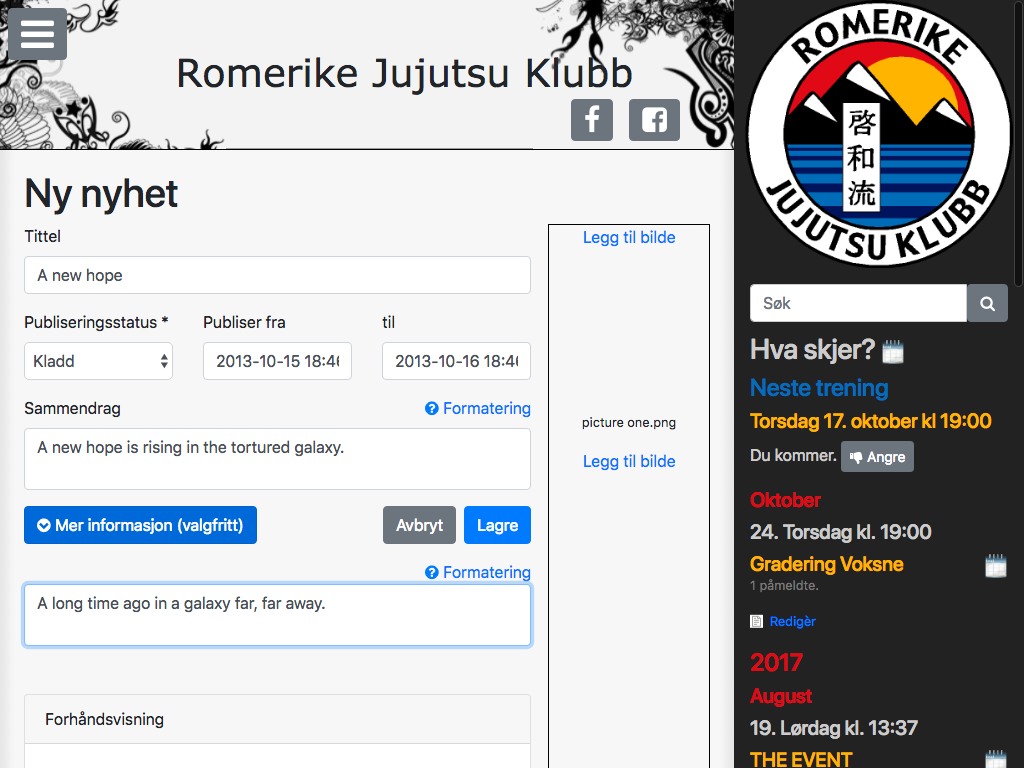 Romerike Jujutsu Klubb
Ny nyhet
Tittel
A new hope
Publiseringsstatus *
Publiser fra
til
Kladd
2013-10-15 18:46
2013-10-16 18:46
Sammendrag
Formatering
A new hope is rising in the tortured galaxy.
Mer informasjon (valgfritt)
Avbryt
Lagre
Formatering
A long time ago in a galaxy far, far away.
Forhåndsvisning
Legg til bilde
picture one.png
Legg til bilde
ROMERIKE
啓和流
JUJUTSU KLUBB
Søk
Hva skjer?
Neste trening
Torsdag 17. oktober kl 19:00
Du kommer.
Angre
Oktober
24. Torsdag kl. 19:00
Gradering Voksne
1 påmeldte.
Redigèr
2017
August
19. Lørdag kl. 13:37
THE EVENT